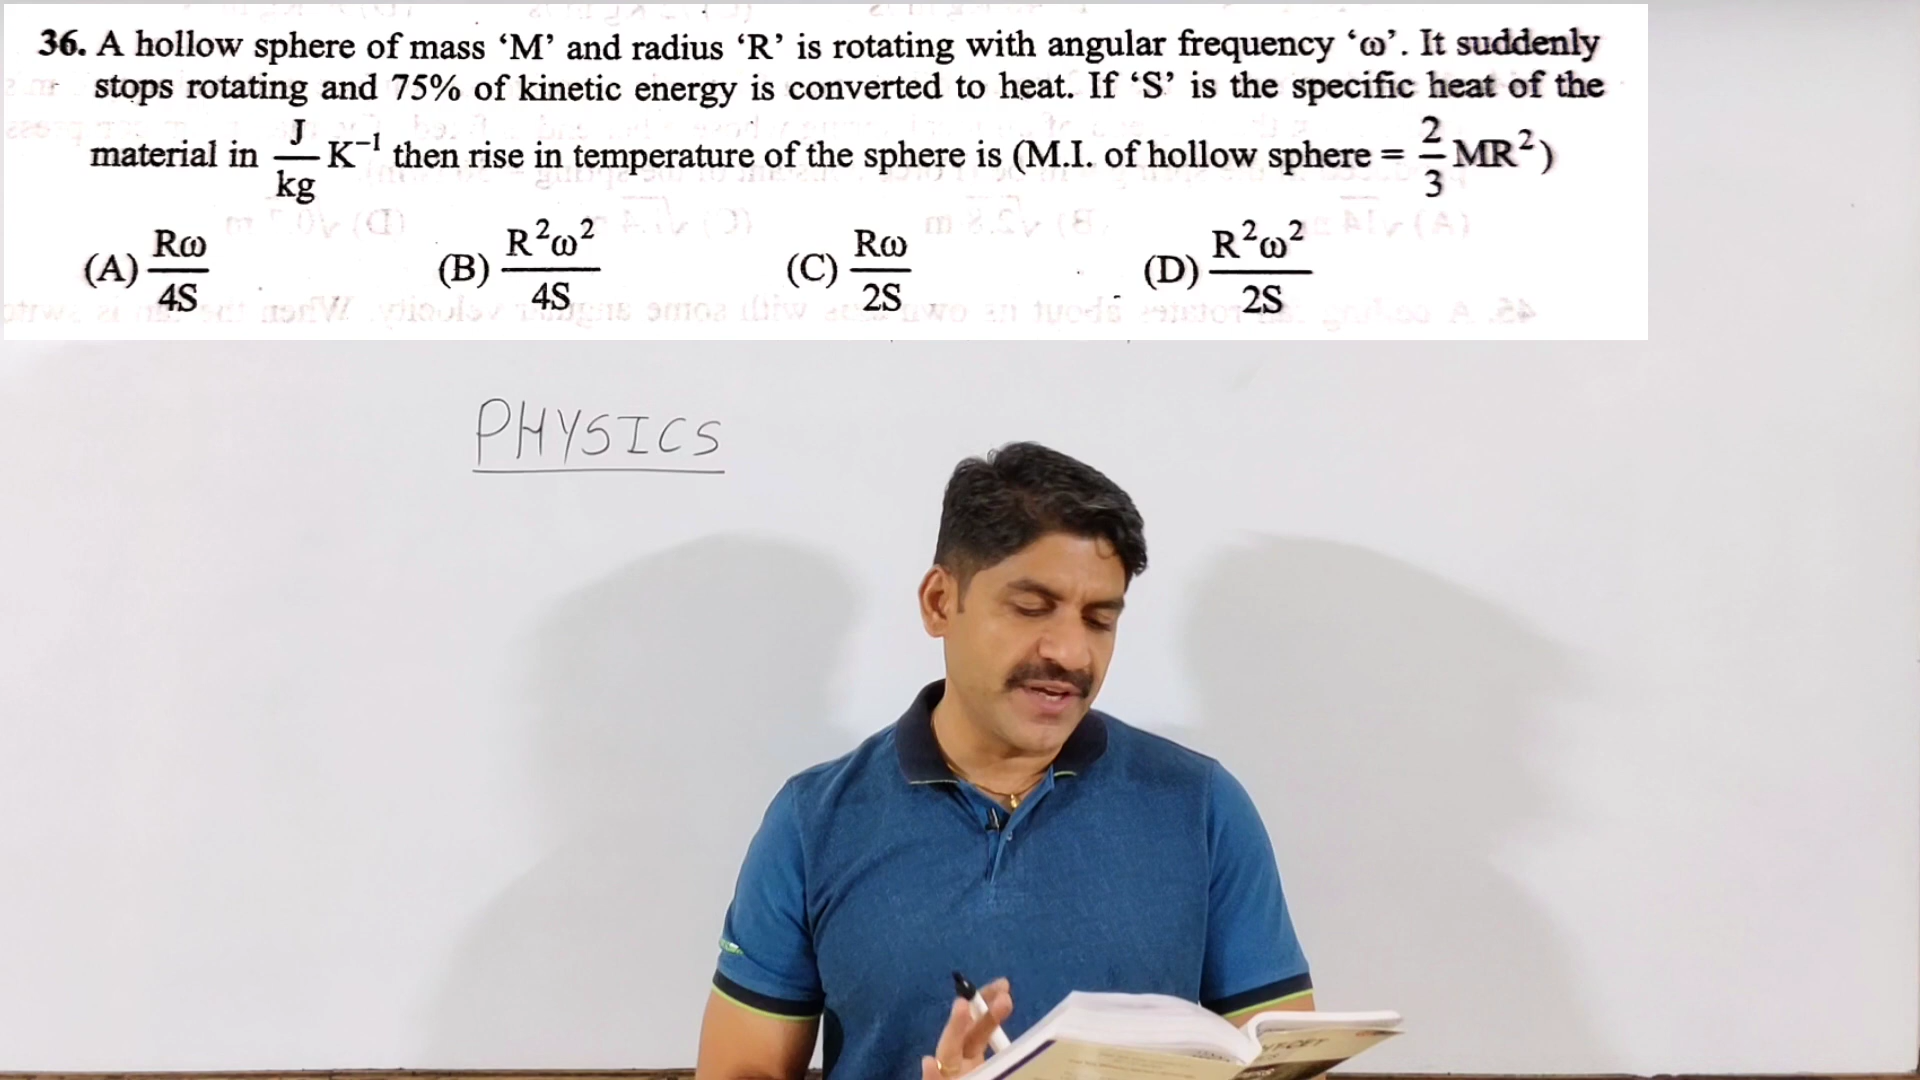 36. A hollow sphere of mass ‘M’ and radius ‘R’ is rotating with angular frequency ‘ω’. It suddenly
stops rotating and 75% of kinetic energy is converted to heat. If ‘S’ is the specific heat of the
material in J/kg K⁻¹ then rise in temperature of the sphere is (M.I. of hollow sphere = 2/3 MR²)
(A) Rω/4S (B) R²ω²/4S (C) Rω/2S (D) R²ω²/2S
PHYSICS